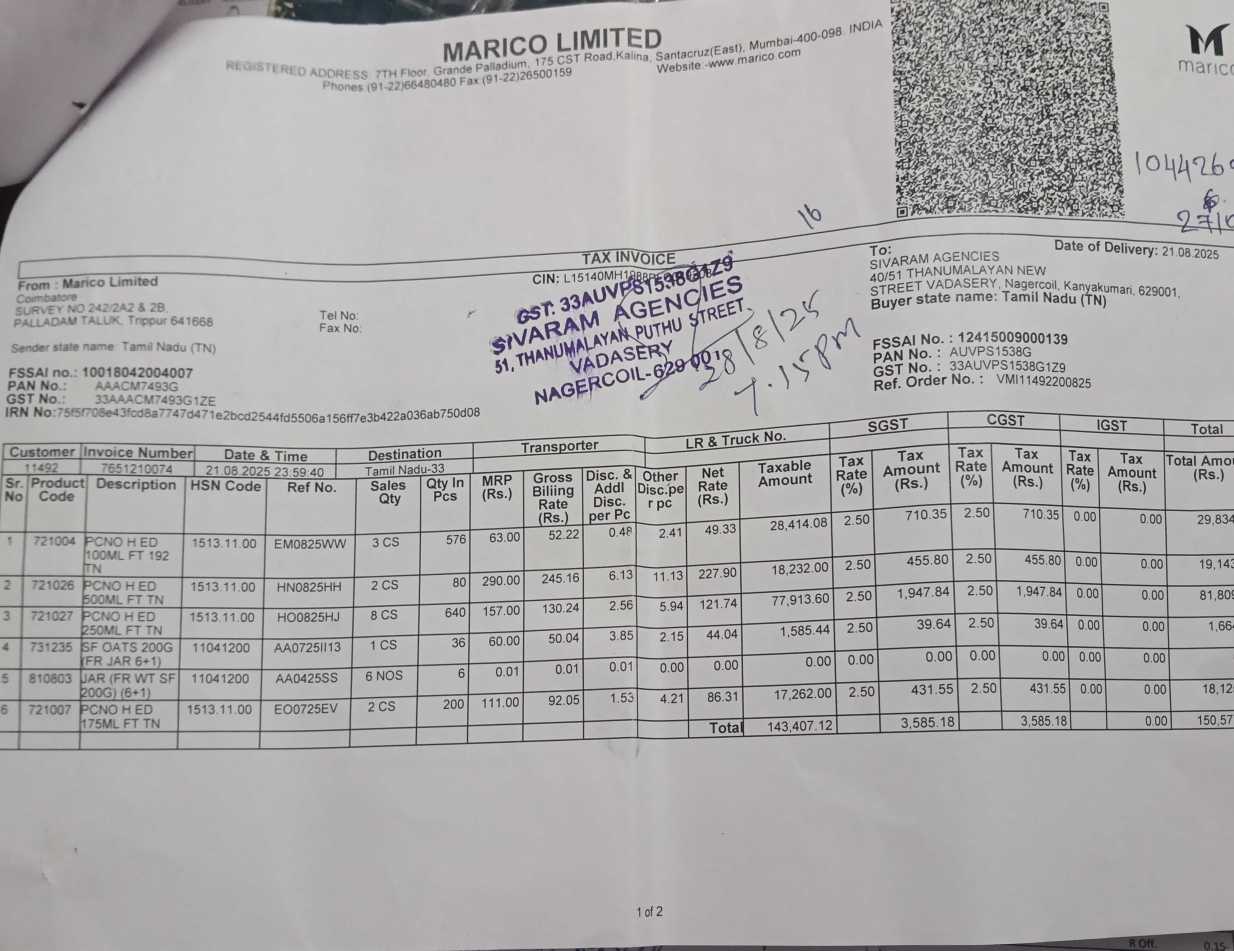 MARICO LIMITED
REGISTERED ADDRESS 7TH Floor, Grande Palladium, 175 CST Road,Kalina, Santacruz(East), Mumbai-400-098. INDIA
Phones (91-22)66480480 Fax (91-22)26500159 Website:-www.marico.com
marico
16
TAX INVOICE
CIN:
From : Marico Limited
Coimbatore
SURVEY NO 242/2A2 & 2B,
PALLADAM TALUK, Trippur 641668
Sender state name: Tamil Nadu (TN)
FSSAI no.: 10018042004007
PAN No.: AAACM7493G
GST No.: 33AAACM7493G1ZE
IRN No:75f5f708e43fcd8a7747d471e2bcd2544fd5506a156ff7e3b422a036ab750d08
Tel No:
Fax No:
GST: 33AUVPS1538G1Z9
SIVARAM AGENCIES
51, THANUMALAYAN PUTHU STREET,
VADASERY
NAGERCOIL-629 001
28/8/25
7.15PM
To: Date of Delivery: 21.08.2025
SIVARAM AGENCIES
40/51 THANUMALAYAN NEW
STREET VADASERY, Nagercoil, Kanyakumari, 629001,
Buyer state name: Tamil Nadu (TN)
FSSAI No. : 12415009000139
PAN No. : AUVPS1538G
GST No. : 33AUVPS1538G1Z9
Ref. Order No. : VMI11492200825
Customer Invoice Number Date & Time Destination Transporter LR & Truck No. SGST CGST IGST Total
11492 7651210074 21.08.2025 23:59:40 Tamil Nadu-33
Sr. No Product Code Description HSN Code Ref No. Sales Qty Qty In Pcs MRP (Rs.) Gross Biliing Rate (Rs.) Disc. & Addl Disc. per Pc Other Disc.pe r pc Net Rate (Rs.) Taxable Amount Tax Rate (%) Tax Amount (Rs.) Tax Rate (%) Tax Amount (Rs.) Tax Rate (%) Tax Amount (Rs.) Total (Rs.)
1 721004 PCNO H ED 100ML FT 192 TN 1513.11.00 EM0825WW 3 CS 576 63.00 52.22 0.48 2.41 49.33 28,414.08 2.50 710.35 2.50 710.35 0.00 0.00 29,834
2 721026 PCNO H ED 500ML FT TN 1513.11.00 HN0825HH 2 CS 80 290.00 245.16 6.13 11.13 227.90 18,232.00 2.50 455.80 2.50 455.80 0.00 0.00 19,143
3 721027 PCNO H ED 250ML FT TN 1513.11.00 HO0825HJ 8 CS 640 157.00 130.24 2.56 5.94 121.74 77,913.60 2.50 1,947.84 2.50 1,947.84 0.00 0.00 81,809
4 731235 SF OATS 200G (FR JAR 6+1) 11041200 AA0725II13 1 CS 36 60.00 50.04 3.85 2.15 44.04 1,585.44 2.50 39.64 2.50 39.64 0.00 0.00 1,66
5 810803 JAR (FR WT SF 200G) (6+1) 11041200 AA0425SS 6 NOS 6 0.01 0.01 0.01 0.00 0.00 0.00 0.00 0.00 0.00 0.00 0.00 0.00
6 721007 PCNO H ED 175ML FT TN 1513.11.00 EO0725EV 2 CS 200 111.00 92.05 1.53 4.21 86.31 17,262.00 2.50 431.55 2.50 431.55 0.00 0.00 18,12
Total 143,407.12 3,585.18 3,585.18 0.00 150,57
1 of 2
R Off. 0.15-